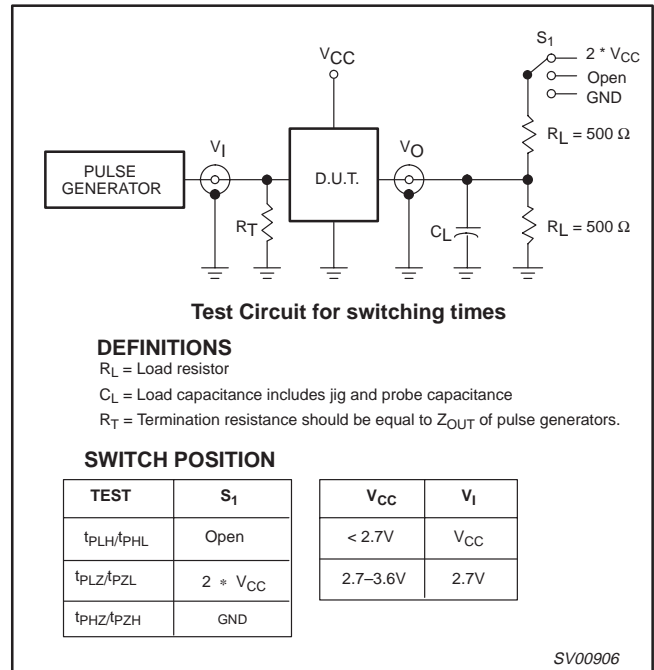 S1
2 * VCC
Open
GND
VCC
RL = 500 Ω
VI
VO
PULSE
GENERATOR
D.U.T.
RT
CL
RL = 500 Ω
Test Circuit for switching times
DEFINITIONS
RL = Load resistor
CL = Load capacitance includes jig and probe capacitance
RT = Termination resistance should be equal to ZOUT of pulse generators.
SWITCH POSITION
TEST S1
tPLH/tPHL Open
tPLZ/tPZL 2 * VCC
tPHZ/tPZH GND
VCC VI
< 2.7V VCC
2.7–3.6V 2.7V
SV00906